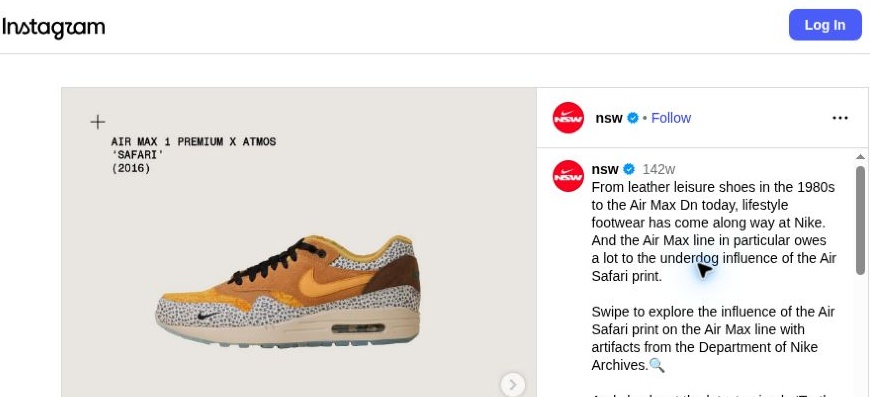 Instagram
Log In
AIR MAX 1 PREMIUM X ATMOS
'SAFARI'
(2016)
nsw • Follow
nsw 142w
From leather leisure shoes in the 1980s
to the Air Max Dn today, lifestyle
footwear has come along way at Nike.
And the Air Max line in particular owes
a lot to the underdog influence of the Air
Safari print.
Swipe to explore the influence of the Air
Safari print on the Air Max line with
artifacts from the Department of Nike
Archives.🔍